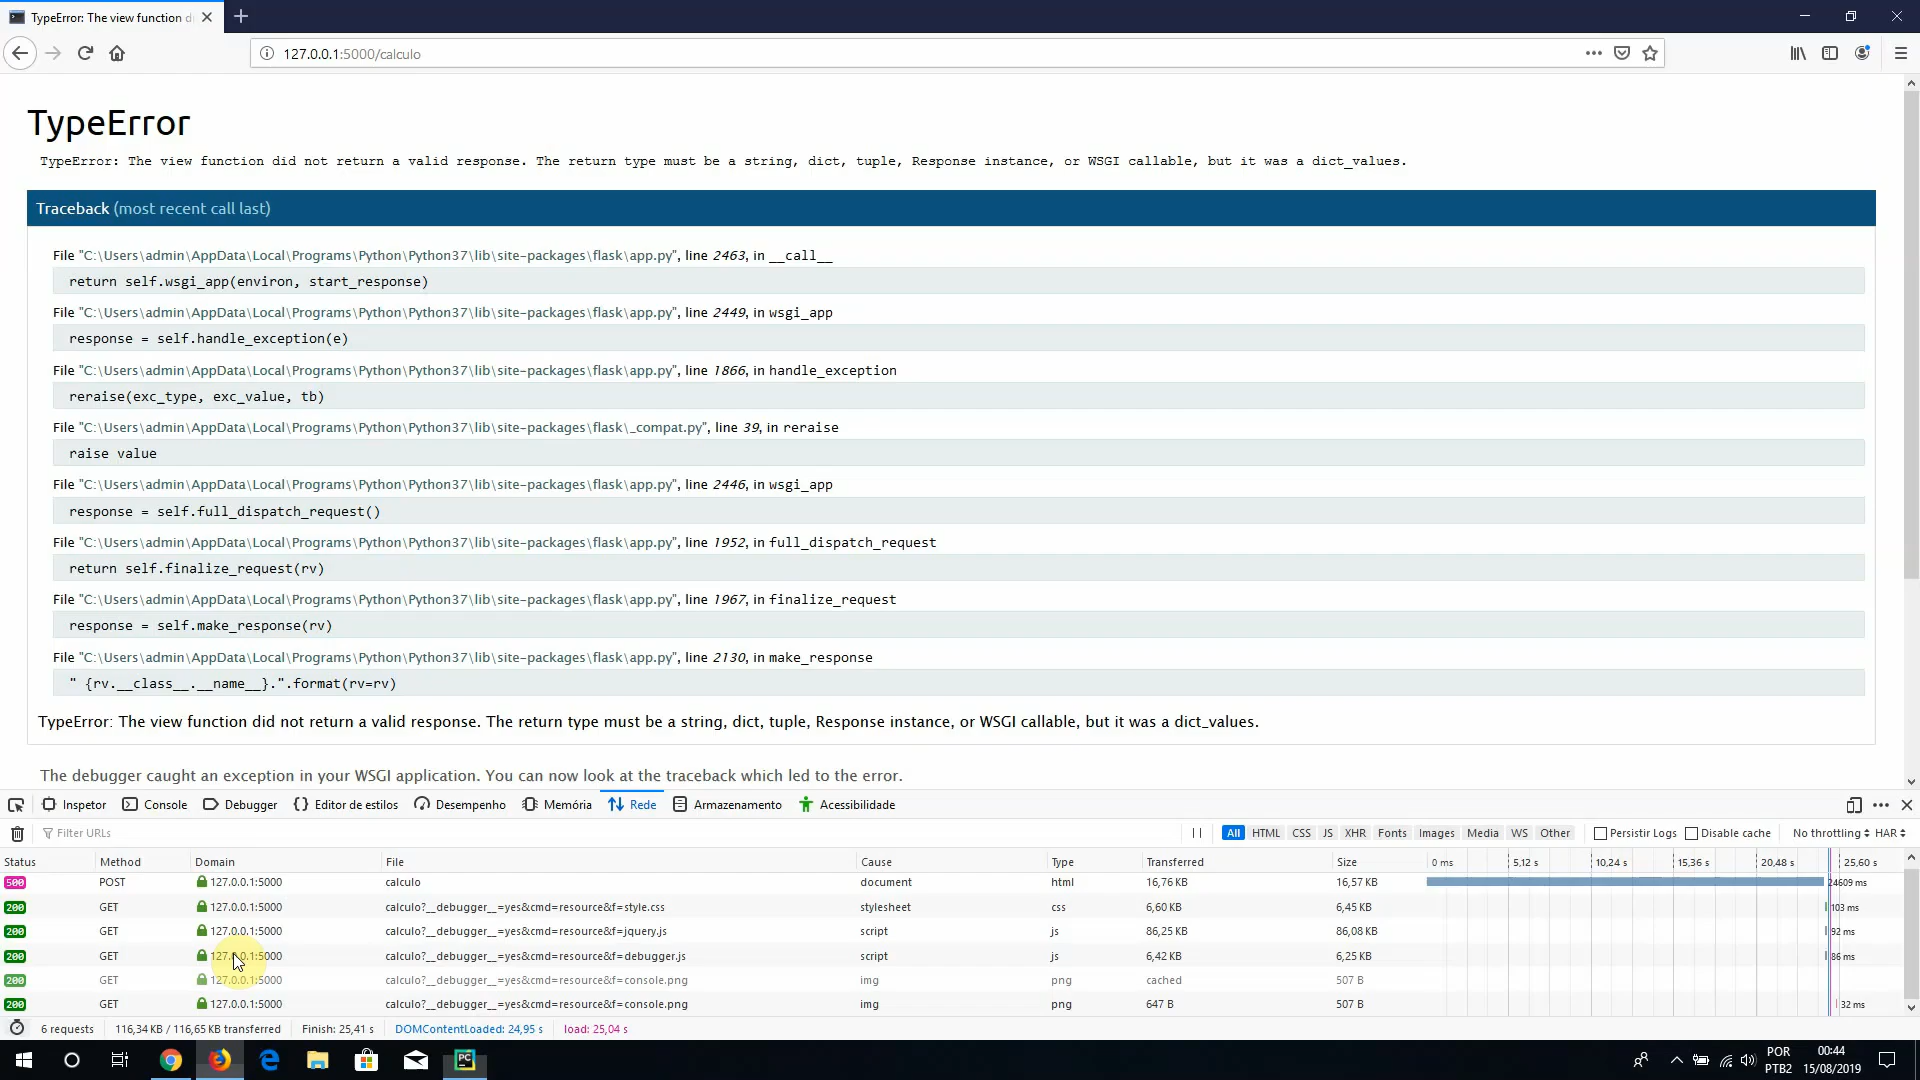 TypeError: The view function d
127.0.0.1:5000/calculo
TypeError
TypeError: The view function did not return a valid response. The return type must be a string, dict, tuple, Response instance, or WSGI callable, but it was a dict_values.
Traceback (most recent call last)
File "C:\Users\admin\AppData\Local\Programs\Python\Python37\lib\site-packages\flask\app.py", line 2463, in __call__
return self.wsgi_app(environ, start_response)
File "C:\Users\admin\AppData\Local\Programs\Python\Python37\lib\site-packages\flask\app.py", line 2449, in wsgi_app
response = self.handle_exception(e)
File "C:\Users\admin\AppData\Local\Programs\Python\Python37\lib\site-packages\flask\app.py", line 1866, in handle_exception
reraise(exc_type, exc_value, tb)
File "C:\Users\admin\AppData\Local\Programs\Python\Python37\lib\site-packages\flask\_compat.py", line 39, in reraise
raise value
File "C:\Users\admin\AppData\Local\Programs\Python\Python37\lib\site-packages\flask\app.py", line 2446, in wsgi_app
response = self.full_dispatch_request()
File "C:\Users\admin\AppData\Local\Programs\Python\Python37\lib\site-packages\flask\app.py", line 1952, in full_dispatch_request
return self.finalize_request(rv)
File "C:\Users\admin\AppData\Local\Programs\Python\Python37\lib\site-packages\flask\app.py", line 1967, in finalize_request
response = self.make_response(rv)
File "C:\Users\admin\AppData\Local\Programs\Python\Python37\lib\site-packages\flask\app.py", line 2130, in make_response
" {rv.__class__.__name__}.".format(rv=rv)
TypeError: The view function did not return a valid response. The return type must be a string, dict, tuple, Response instance, or WSGI callable, but it was a dict_values.
The debugger caught an exception in your WSGI application. You can now look at the traceback which led to the error.
Inspetor Console Debugger Editor de estilos Desempenho Memória Rede Armazenamento Acessibilidade
Filter URLs All HTML CSS JS XHR Fonts Images Media WS Other Persistir Logs Disable cache No throttling HAR
Status Method Domain File Cause Type Transferred Size 0 ms 5,12 s 10,24 s 15,36 s 20,48 s 25,60 s
500 POST 127.0.0.1:5000 calculo document html 16,76 KB 16,57 KB 24609 ms
200 GET 127.0.0.1:5000 calculo?__debugger__=yes&cmd=resource&f=style.css stylesheet css 6,60 KB 6,45 KB 103 ms
200 GET 127.0.0.1:5000 calculo?__debugger__=yes&cmd=resource&f=jquery.js script js 86,25 KB 86,08 KB 92 ms
200 GET 127.0.0.1:5000 calculo?__debugger__=yes&cmd=resource&f=debugger.js script js 6,42 KB 6,25 KB 86 ms
200 GET 127.0.0.1:5000 calculo?__debugger__=yes&cmd=resource&f=console.png img png cached 507 B
200 GET 127.0.0.1:5000 calculo?__debugger__=yes&cmd=resource&f=console.png img png 647 B 507 B 32 ms
6 requests 116,34 KB / 116,65 KB transferred Finish: 25,41 s DOMContentLoaded: 24,95 s load: 25,04 s
PC POR 00:44
PTB2 15/08/2019